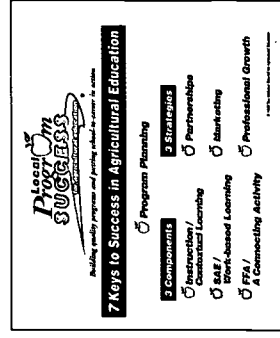 Local
Program
SUCCESS
Building quality programs and putting school-to-career in action
7 Keys to Success in Agricultural Education
Program Planning
3 Components
Instruction/
Contextual Learning
SAE/
Work-based Learning
FFA/
A Connecting Activity
3 Strategies
Partnerships
Marketing
Professional Growth